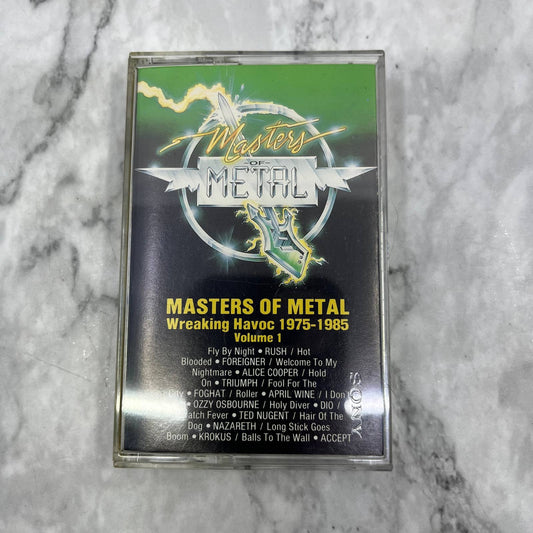 Masters
OF
METAL
MASTERS OF METAL
Wreaking Havoc 1975-1985
Volume 1
Fly By Night • RUSH / Hot
Blooded • FOREIGNER / Welcome To My
Nightmare • ALICE COOPER / Hold
On • TRIUMPH / Fool For The
City • FOGHAT / Roller • APRIL WINE / I Don't
• OZZY OSBOURNE / Holy Diver • DIO /
Fever • TED NUGENT / Hair Of The
Dog • NAZARETH / Long Stick Goes
Boom • KROKUS / Balls To The Wall • ACCEPT
SONY